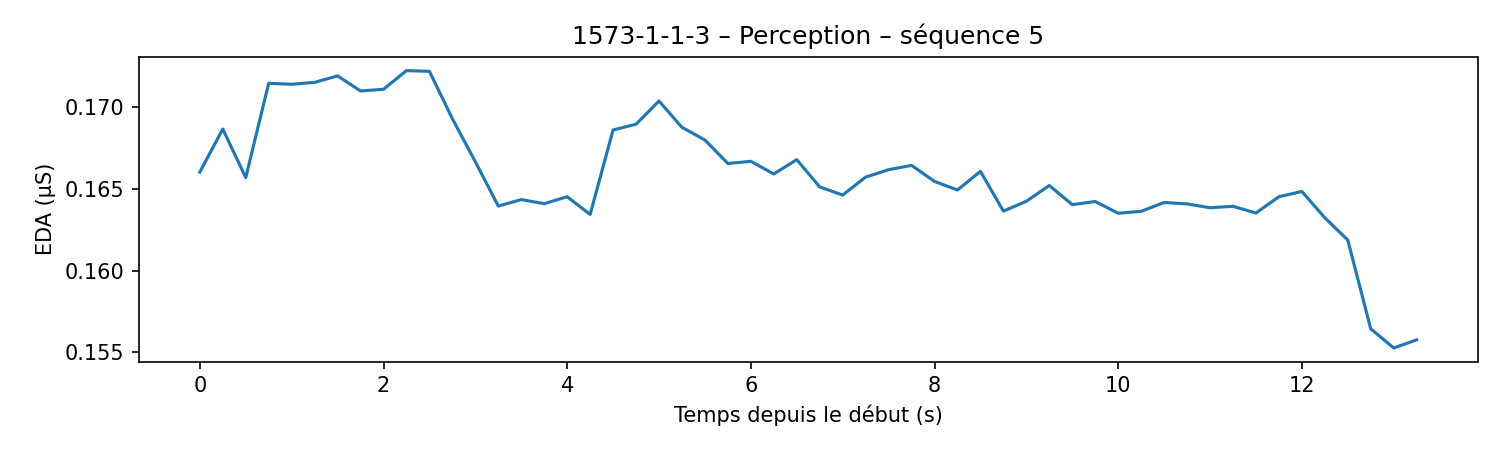 1573-1-1-3 – Perception – séquence 5
EDA (µS)
0.170
0.165
0.160
0.155
0 2 4 6 8 10 12
Temps depuis le début (s)